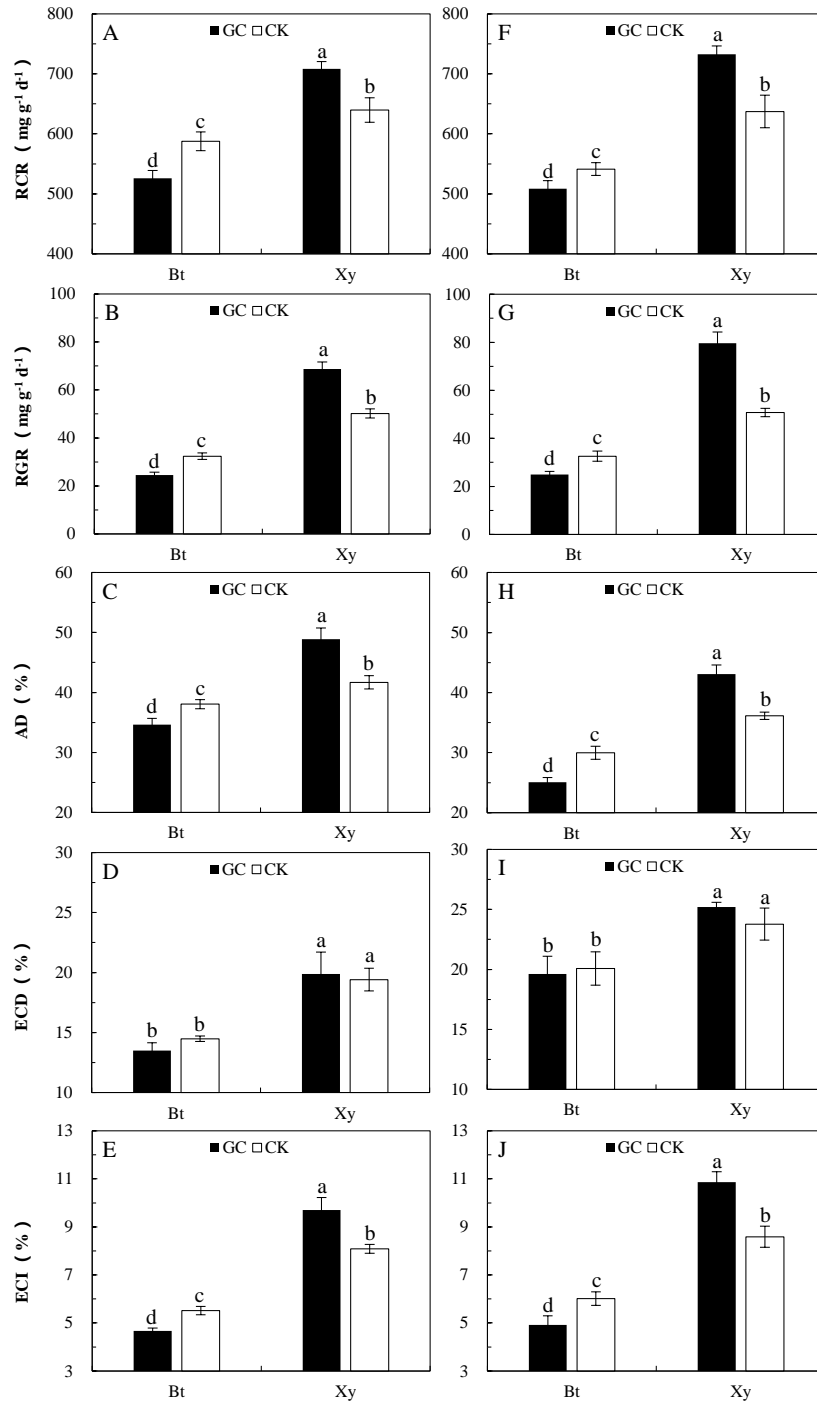 A
GC CK
RCR ( mg g-1 d-1 )
800
700
600
500
400
d
c
a
b
Bt Xy
F
GC CK
800
700
600
500
400
d
c
a
b
Bt Xy
B
GC CK
RGR ( mg g-1 d-1 )
100
80
60
40
20
0
d
c
a
b
Bt Xy
G
GC CK
100
80
60
40
20
0
d
c
a
b
Bt Xy
C
GC CK
AD ( % )
60
50
40
30
20
d
c
a
b
Bt Xy
H
GC CK
60
50
40
30
20
d
c
a
b
Bt Xy
D
GC CK
ECD ( % )
30
25
20
15
10
b
b
a
a
Bt Xy
I
GC CK
30
25
20
15
10
b
b
a
a
Bt Xy
E
GC CK
ECI ( % )
13
11
9
7
5
3
d
c
a
b
Bt Xy
J
GC CK
13
11
9
7
5
3
d
c
a
b
Bt Xy